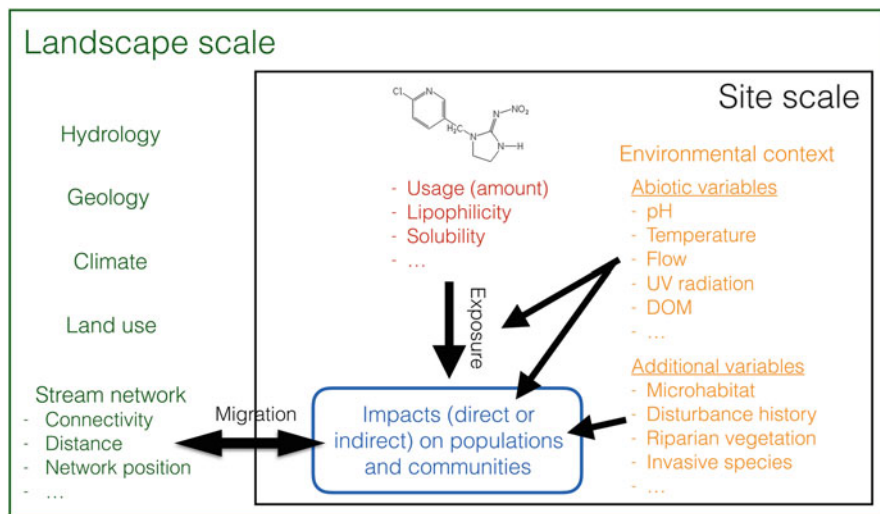 Landscape scale
Hydrology
Geology
Climate
Land use
Stream network
- Connectivity
- Distance
- Network position
- ...
Migration
Site scale
Cl
N
H₂C
N
N
NO₂
N
H
- Usage (amount)
- Lipophilicity
- Solubility
- ...
Exposure
Impacts (direct or
indirect) on populations
and communities
Environmental context
Abiotic variables
- pH
- Temperature
- Flow
- UV radiation
- DOM
- ...
Additional variables
- Microhabitat
- Disturbance history
- Riparian vegetation
- Invasive species
- ...